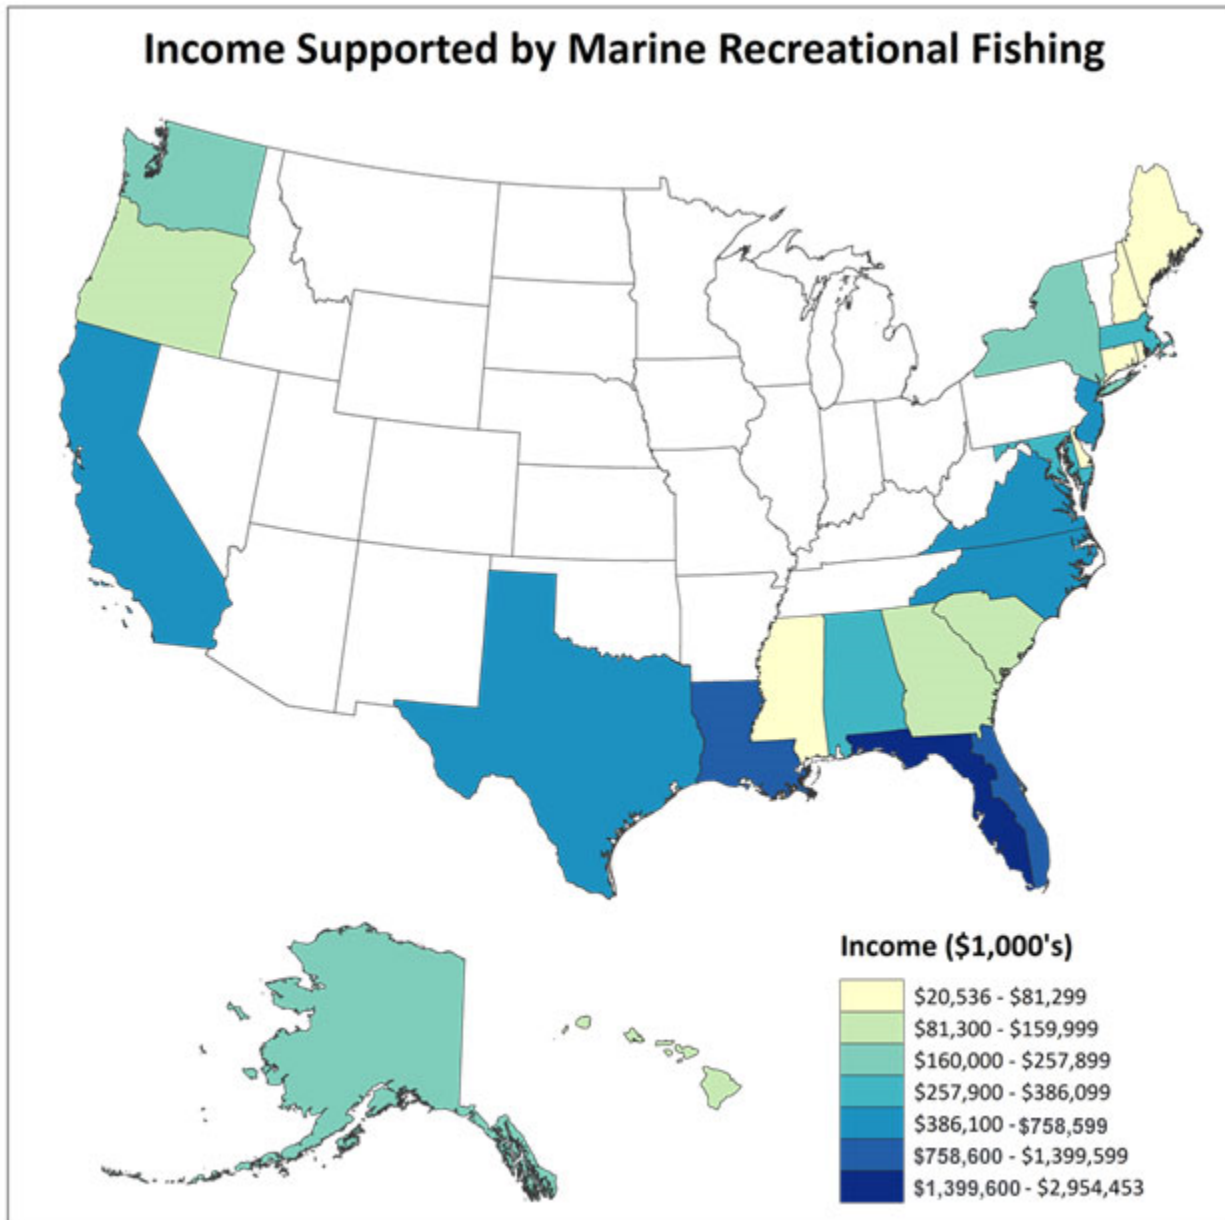 Income Supported by Marine Recreational Fishing
Income ($1,000's)
$20,536 - $81,299
$81,300 - $159,999
$160,000 - $257,899
$257,900 - $386,099
$386,100 - $758,599
$758,600 - $1,399,599
$1,399,600 - $2,954,453